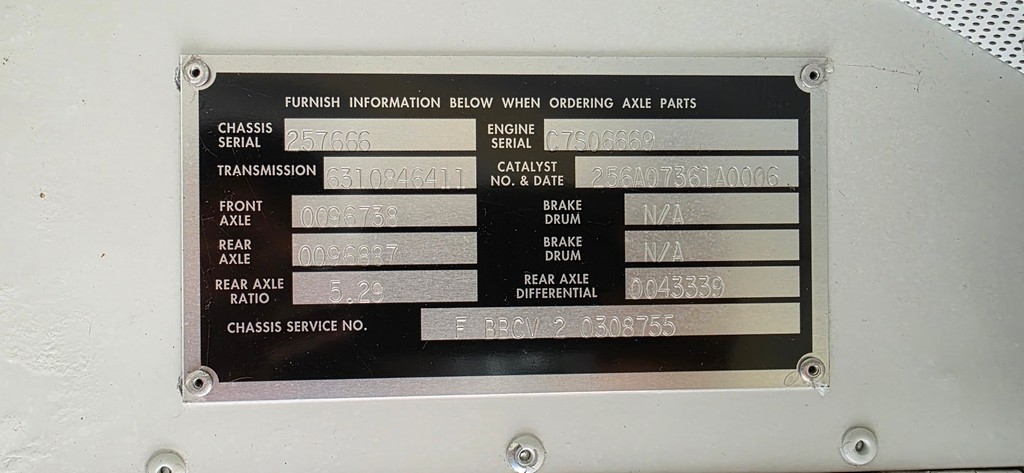 FURNISH INFORMATION BELOW WHEN ORDERING AXLE PARTS
CHASSIS SERIAL 257666 ENGINE SERIAL C7S06669
TRANSMISSION 6310846411 CATALYST NO. & DATE 256A07361A0006
FRONT AXLE 0096738 BRAKE DRUM N/A
REAR AXLE 0096887 BRAKE DRUM N/A
REAR AXLE RATIO 5.29 REAR AXLE DIFFERENTIAL 0043339
CHASSIS SERVICE NO. F BBCV 2 0308755